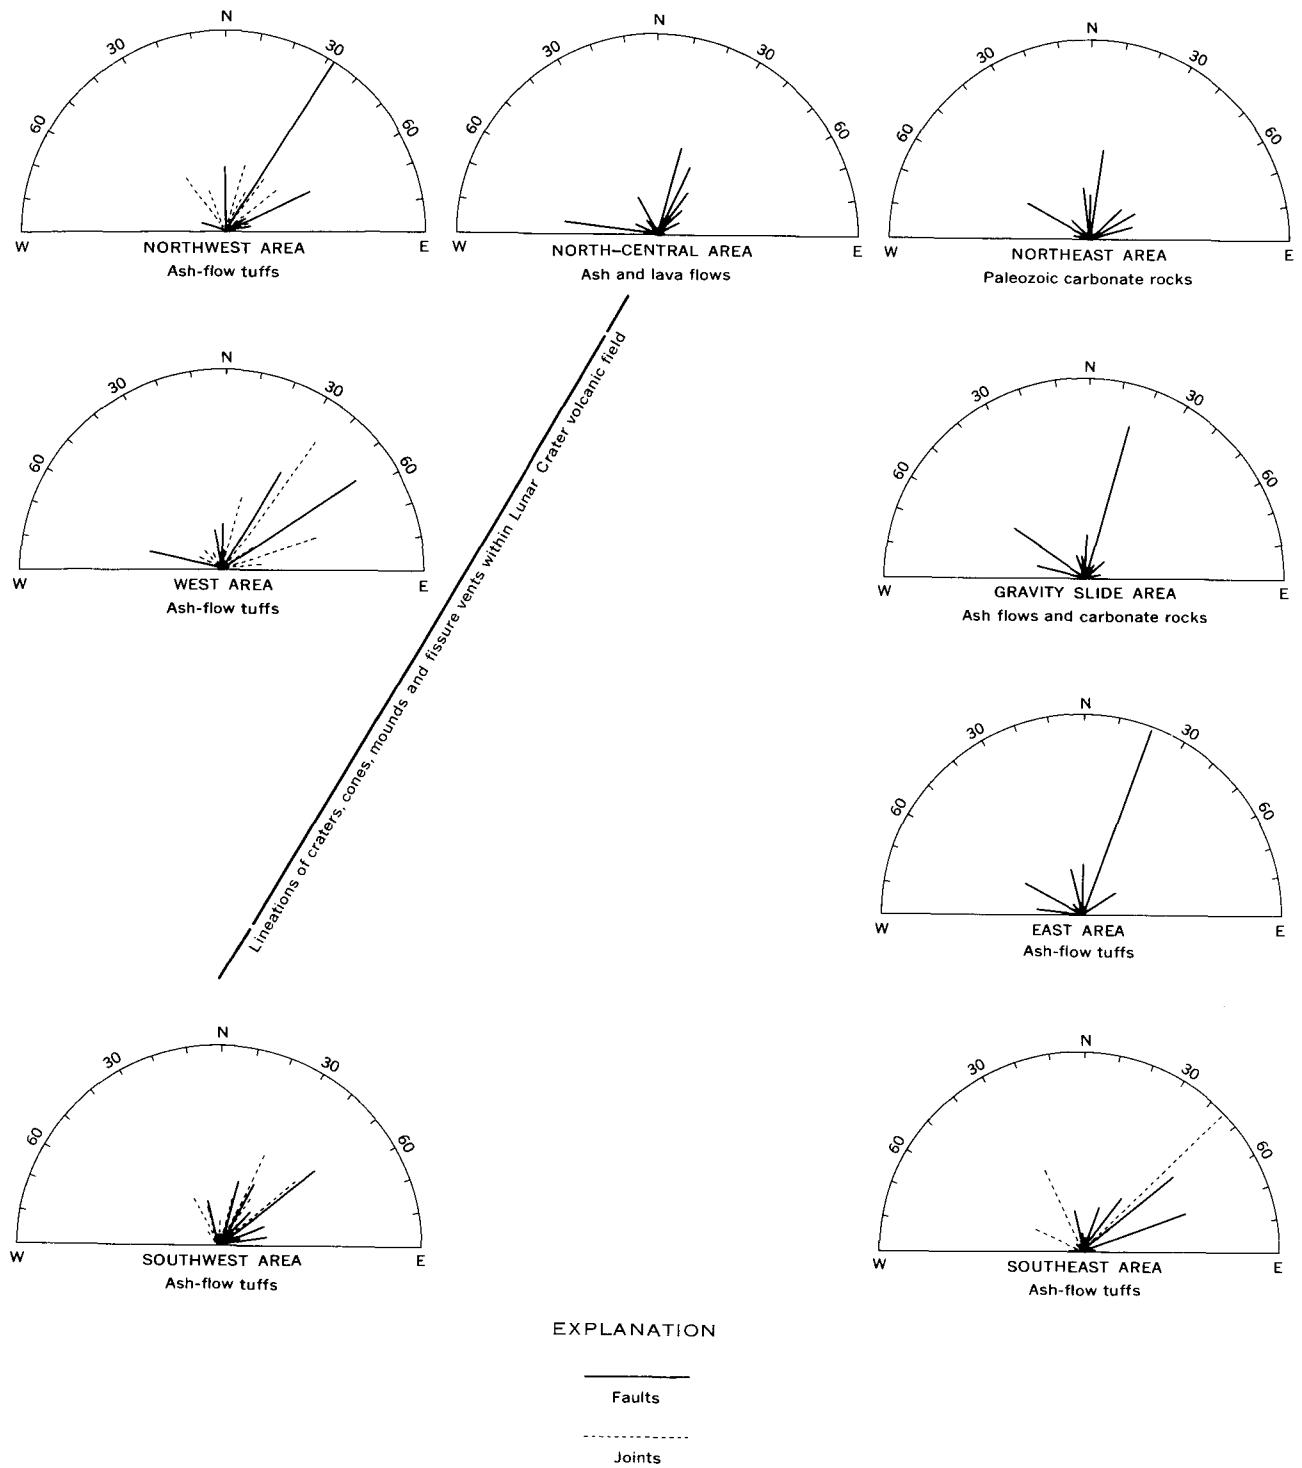 N
30 30
60 60
W E
NORTHWEST AREA
Ash-flow tuffs
N
30 30
60 60
W E
NORTH–CENTRAL AREA
Ash and lava flows
N
30 30
60 60
W E
NORTHEAST AREA
Paleozoic carbonate rocks
N
30 30
60 60
W E
WEST AREA
Ash-flow tuffs
Lineations of craters, cones, mounds and fissure vents within Lunar Crater volcanic field
N
30 30
60 60
W E
GRAVITY SLIDE AREA
Ash flows and carbonate rocks
N
30 30
60 60
W E
EAST AREA
Ash-flow tuffs
N
30 30
60 60
W E
SOUTHWEST AREA
Ash-flow tuffs
N
30 30
60 60
W E
SOUTHEAST AREA
Ash-flow tuffs
EXPLANATION
Faults
Joints